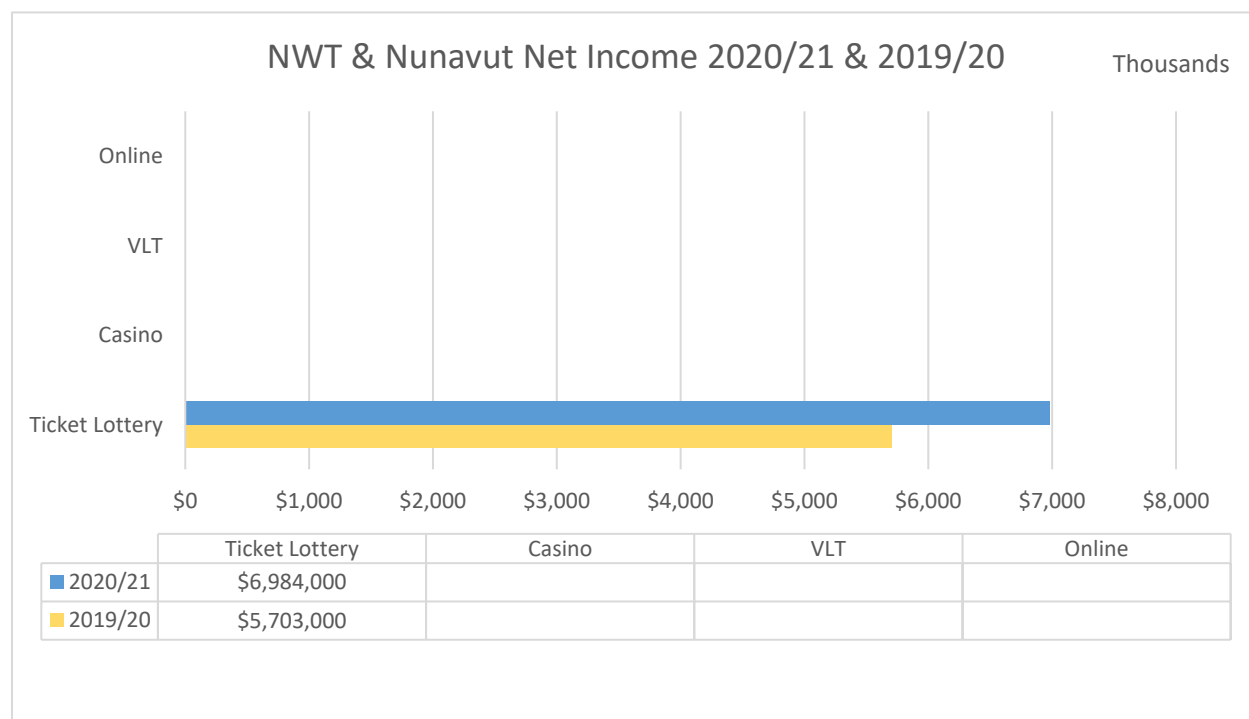 NWT & Nunavut Net Income 2020/21 & 2019/20
Thousands
Online
VLT
Casino
Ticket Lottery
$0 $1,000 $2,000 $3,000 $4,000 $5,000 $6,000 $7,000 $8,000
Ticket Lottery Casino VLT Online
2020/21 $6,984,000
2019/20 $5,703,000